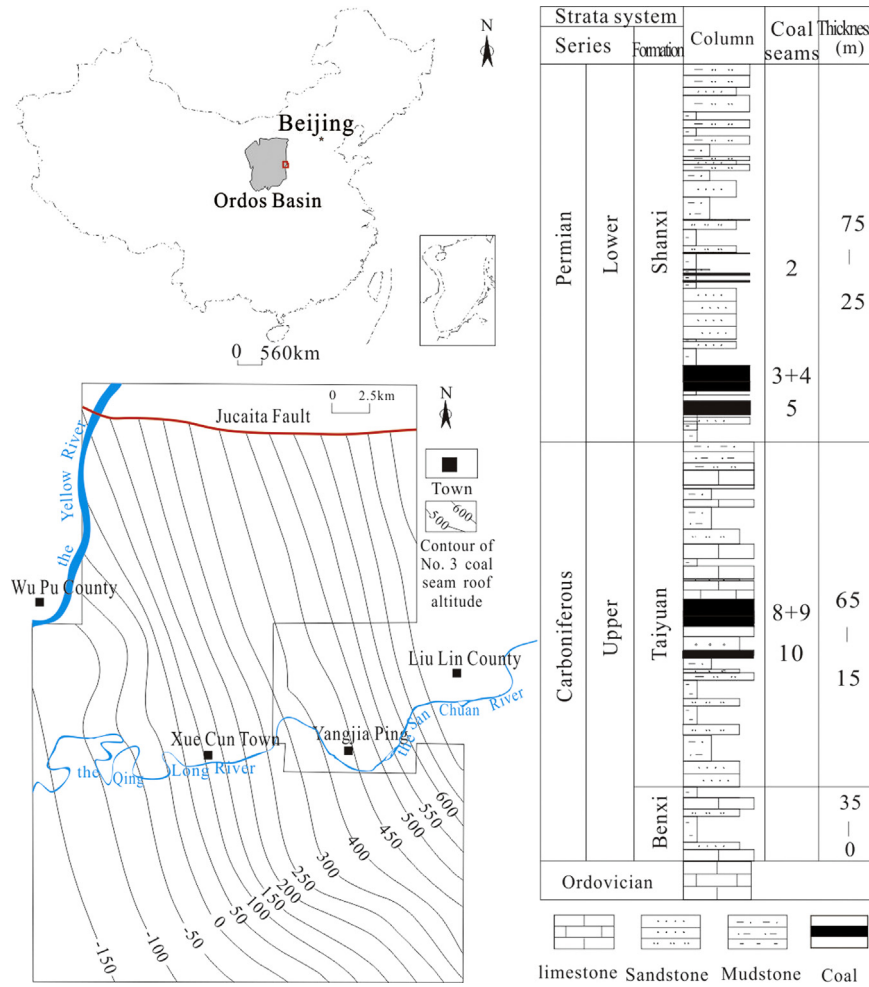 N
Beijing
Ordos Basin
0 560km
0 2.5km
N
Jucaita Fault
the Yellow River
Town
600
500
Contour of
No. 3 coal
seam roof
altitude
Wu Pu County
Liu Lin County
the San Chuan River
Xue Cun Town
Yangjia Ping
the Qing Long River
600
550
500
450
400
300
250
200
150
100
50
0
-50
-100
-150
Strata system
Series
Formation
Column
Coal
seams
Thickness
(m)
Permian
Lower
Shanxi
2
3+4
5
75
—
25
Carboniferous
Upper
Taiyuan
8+9
10
65
—
15
Benxi
35
—
0
Ordovician
limestone
Sandstone
Mudstone
Coal